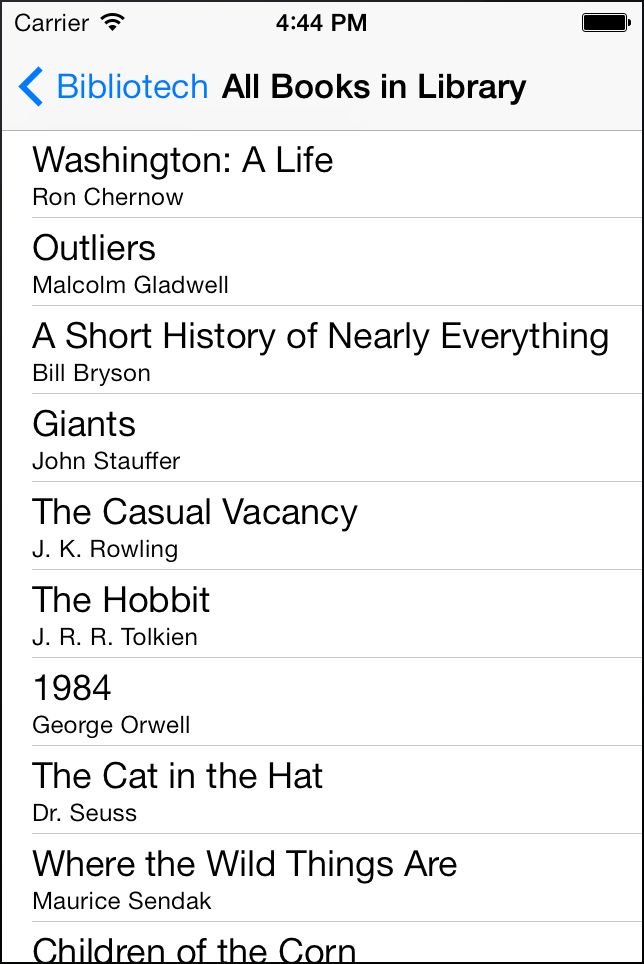 Carrier 4:44 PM
Bibliotech All Books in Library
Washington: A Life
Ron Chernow
Outliers
Malcolm Gladwell
A Short History of Nearly Everything
Bill Bryson
Giants
John Stauffer
The Casual Vacancy
J. K. Rowling
The Hobbit
J. R. R. Tolkien
1984
George Orwell
The Cat in the Hat
Dr. Seuss
Where the Wild Things Are
Maurice Sendak
Children of the Corn